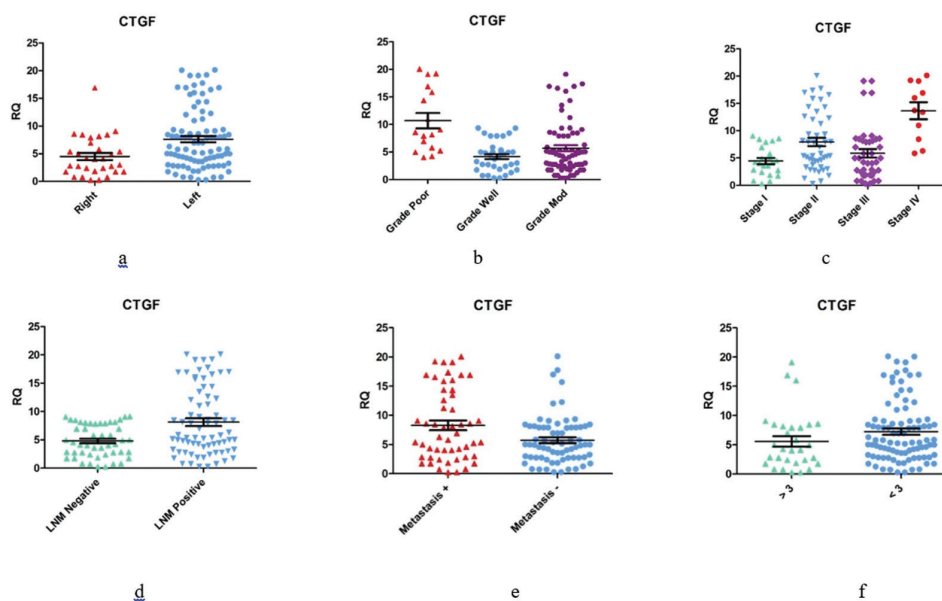 CTGF
RQ
25
20
15
10
5
0
Right
Left
a
CTGF
RQ
25
20
15
10
5
0
Grade Poor
Grade Well
Grade Mod
b
CTGF
RQ
25
20
15
10
5
0
Stage I
Stage II
Stage III
Stage IV
c
CTGF
RQ
25
20
15
10
5
0
LNM Negative
LNM Positive
d
CTGF
RQ
25
20
15
10
5
0
Metastasis +
Metastasis -
e
CTGF
RQ
25
20
15
10
5
0
> 3
< 3
f